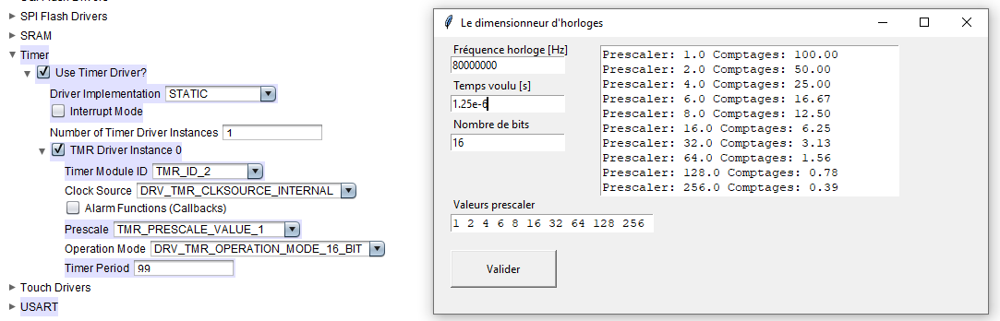 SPI Flash Drivers
SRAM
Timer
Use Timer Driver?
Driver Implementation STATIC
Interrupt Mode
Number of Timer Driver Instances 1
TMR Driver Instance 0
Timer Module ID TMR_ID_2
Clock Source DRV_TMR_CLKSOURCE_INTERNAL
Alarm Functions (Callbacks)
Prescale TMR_PRESCALE_VALUE_1
Operation Mode DRV_TMR_OPERATION_MODE_16_BIT
Timer Period 99
Touch Drivers
USART
Le dimensionneur d'horloges
Fréquence horloge [Hz]
80000000
Temps voulu [s]
1.25e-6
Nombre de bits
16
Prescaler: 1.0 Comptages: 100.00
Prescaler: 2.0 Comptages: 50.00
Prescaler: 4.0 Comptages: 25.00
Prescaler: 6.0 Comptages: 16.67
Prescaler: 8.0 Comptages: 12.50
Prescaler: 16.0 Comptages: 6.25
Prescaler: 32.0 Comptages: 3.13
Prescaler: 64.0 Comptages: 1.56
Prescaler: 128.0 Comptages: 0.78
Prescaler: 256.0 Comptages: 0.39
Valeurs prescaler
1 2 4 6 8 16 32 64 128 256
Valider